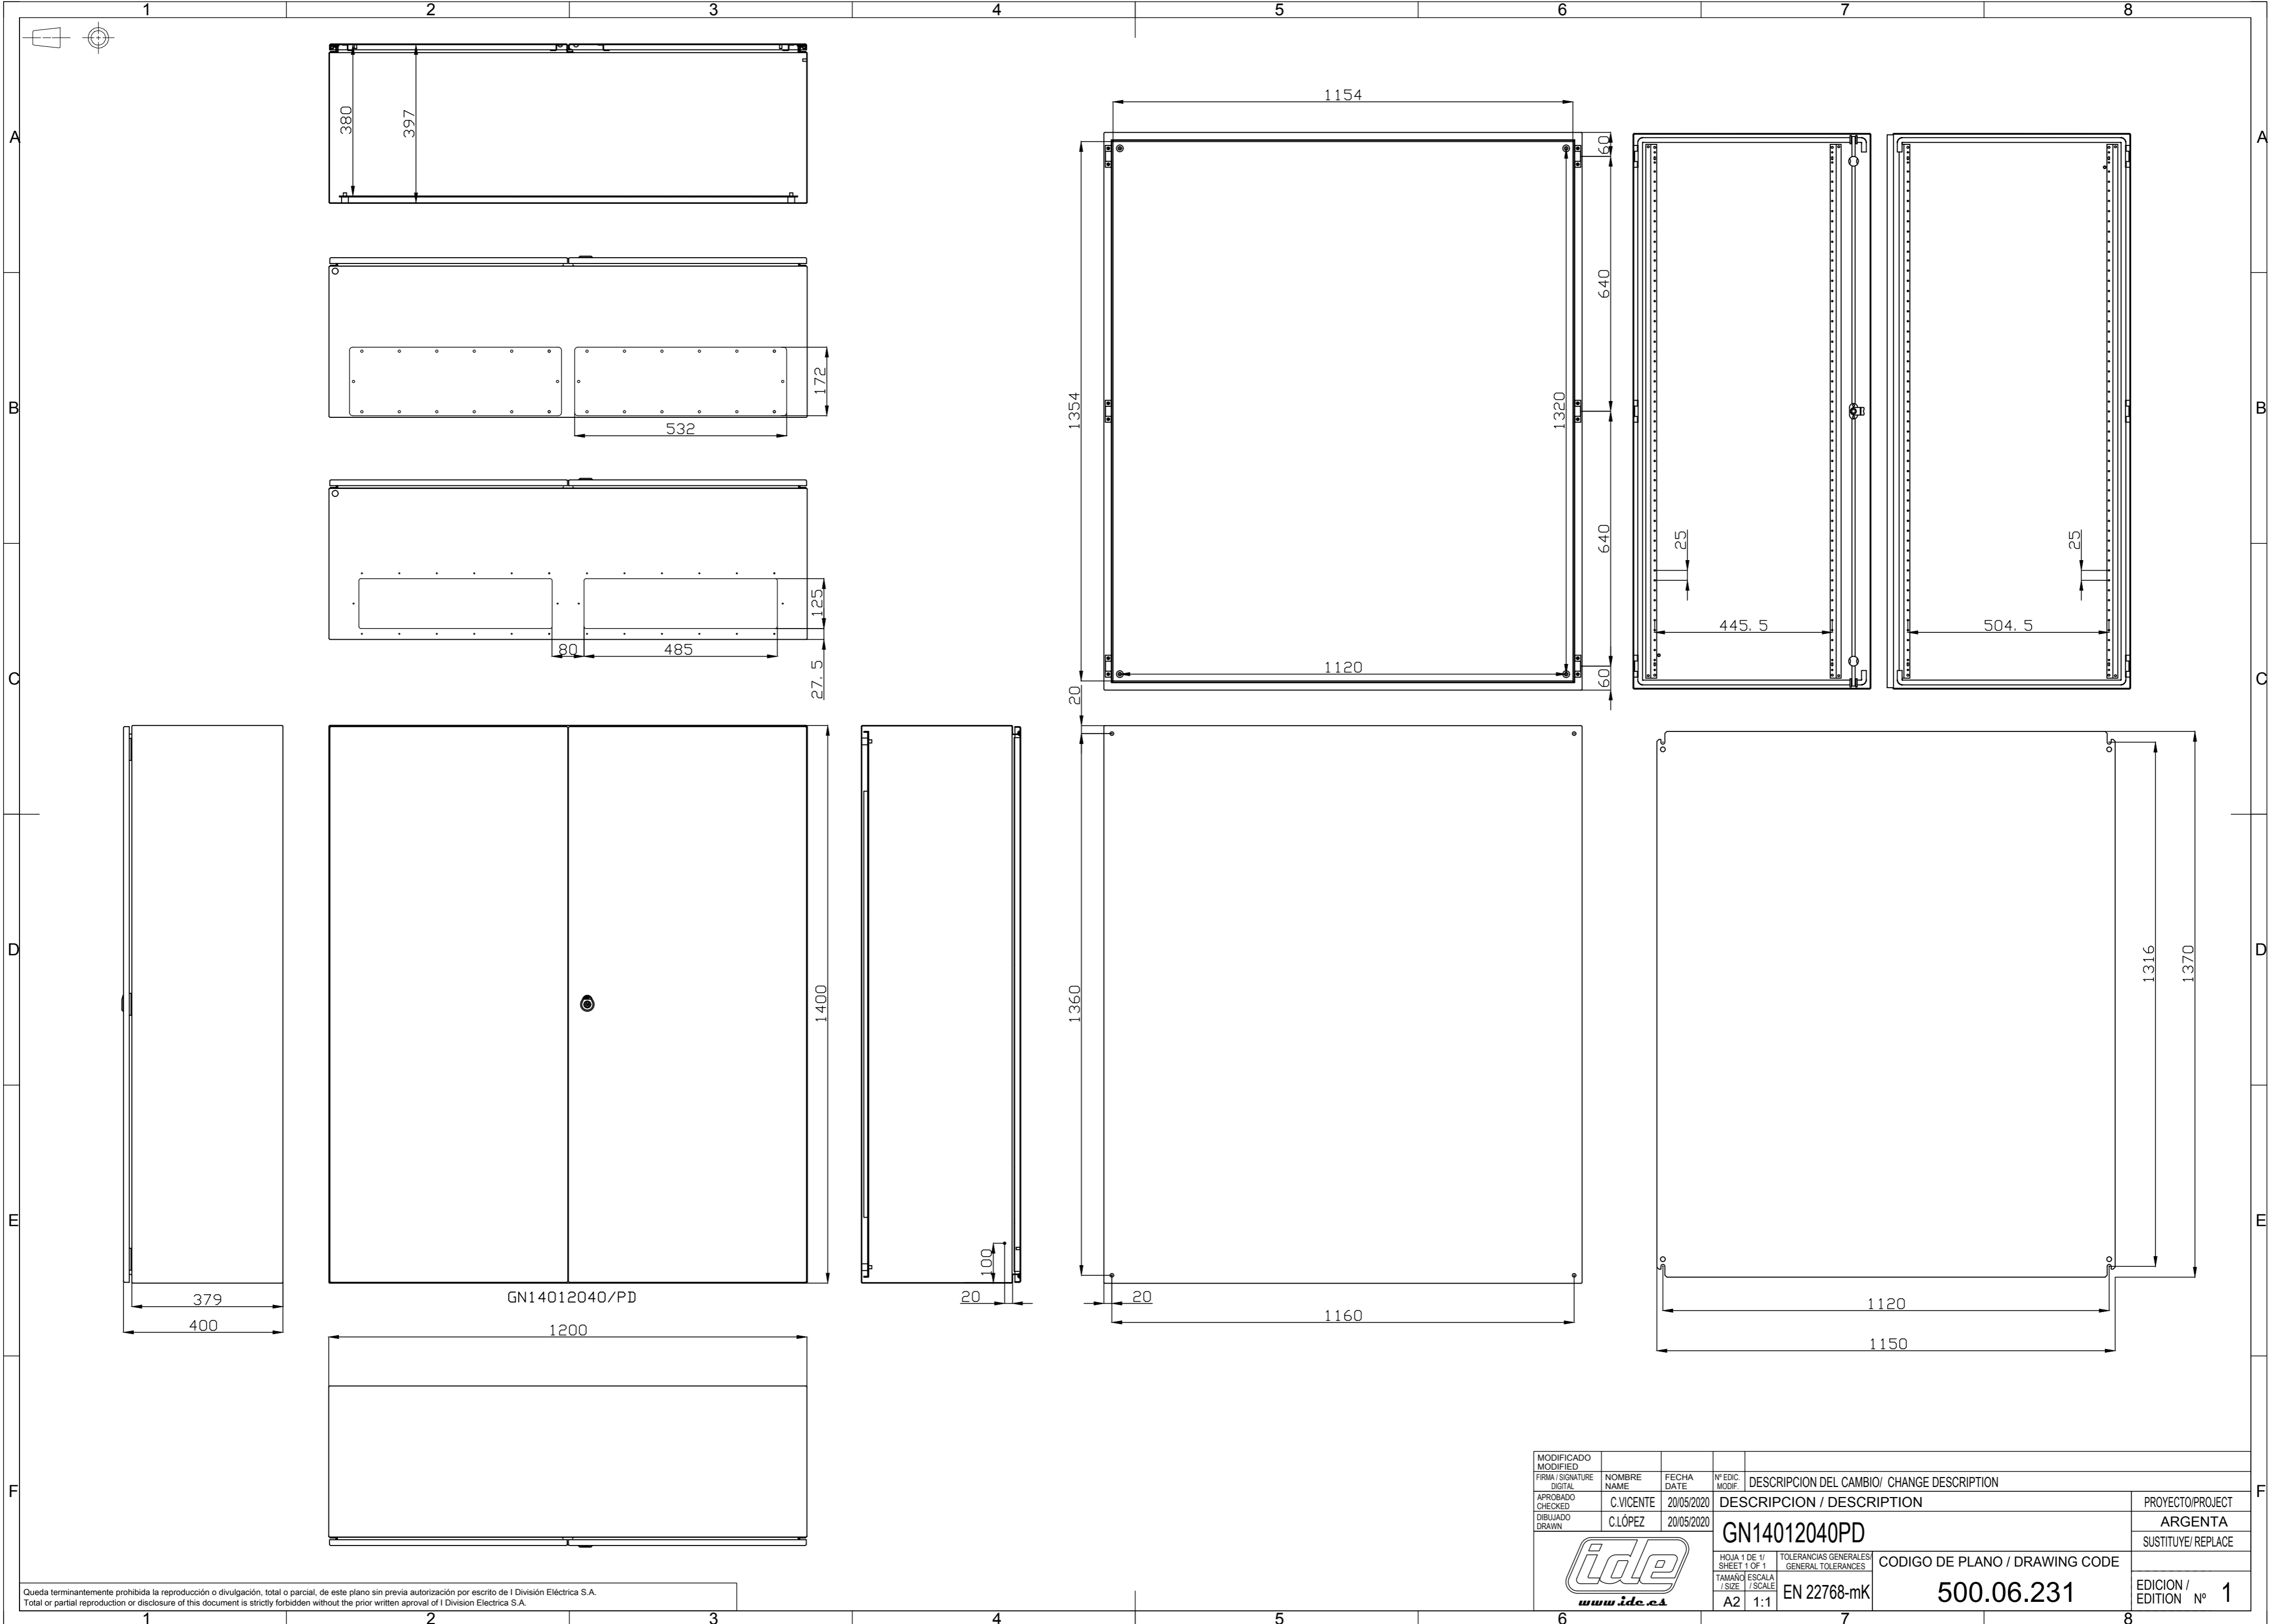 1 2 3 4 5 6 7 8
A A
380
397
1154
60
B B
172
532
1354
1320
640
640
125
80
485
27. 5
25
25
445. 5
504. 5
C C
1120
60
20
1400
1360
1316
1370
D D
E E
100
20
20
379
400
GN14012040/PD
1200
1160
1120
1150
F F
MODIFICADO
MODIFIED
FIRMA / SIGNATURE
DIGITAL
NOMBRE
NAME
FECHA
DATE
Nº EDIC.
MODIF.
DESCRIPCION DEL CAMBIO/ CHANGE DESCRIPTION
APROBADO
CHECKED
C.VICENTE 20/05/2020
DESCRIPCION / DESCRIPTION
PROYECTO/PROJECT
DIBUJADO
DRAWN
C.LÓPEZ 20/05/2020
GN14012040PD
ARGENTA
SUSTITUYE/ REPLACE
ide
www.ide.es
HOJA 1 DE 1/
SHEET 1 OF 1
TOLERANCIAS GENERALES/
GENERAL TOLERANCES
CODIGO DE PLANO / DRAWING CODE
TAMAÑO
/ SIZE
ESCALA
/ SCALE
A2 1:1
EN 22768-mK
500.06.231
EDICION /
EDITION Nº 1
Queda terminantemente prohibida la reproducción o divulgación, total o parcial, de este plano sin previa autorización por escrito de I División Eléctrica S.A.
Total or partial reproduction or disclosure of this document is strictly forbidden without the prior written aproval of I Division Electrica S.A.
1 2 3 4 5 6 7 8